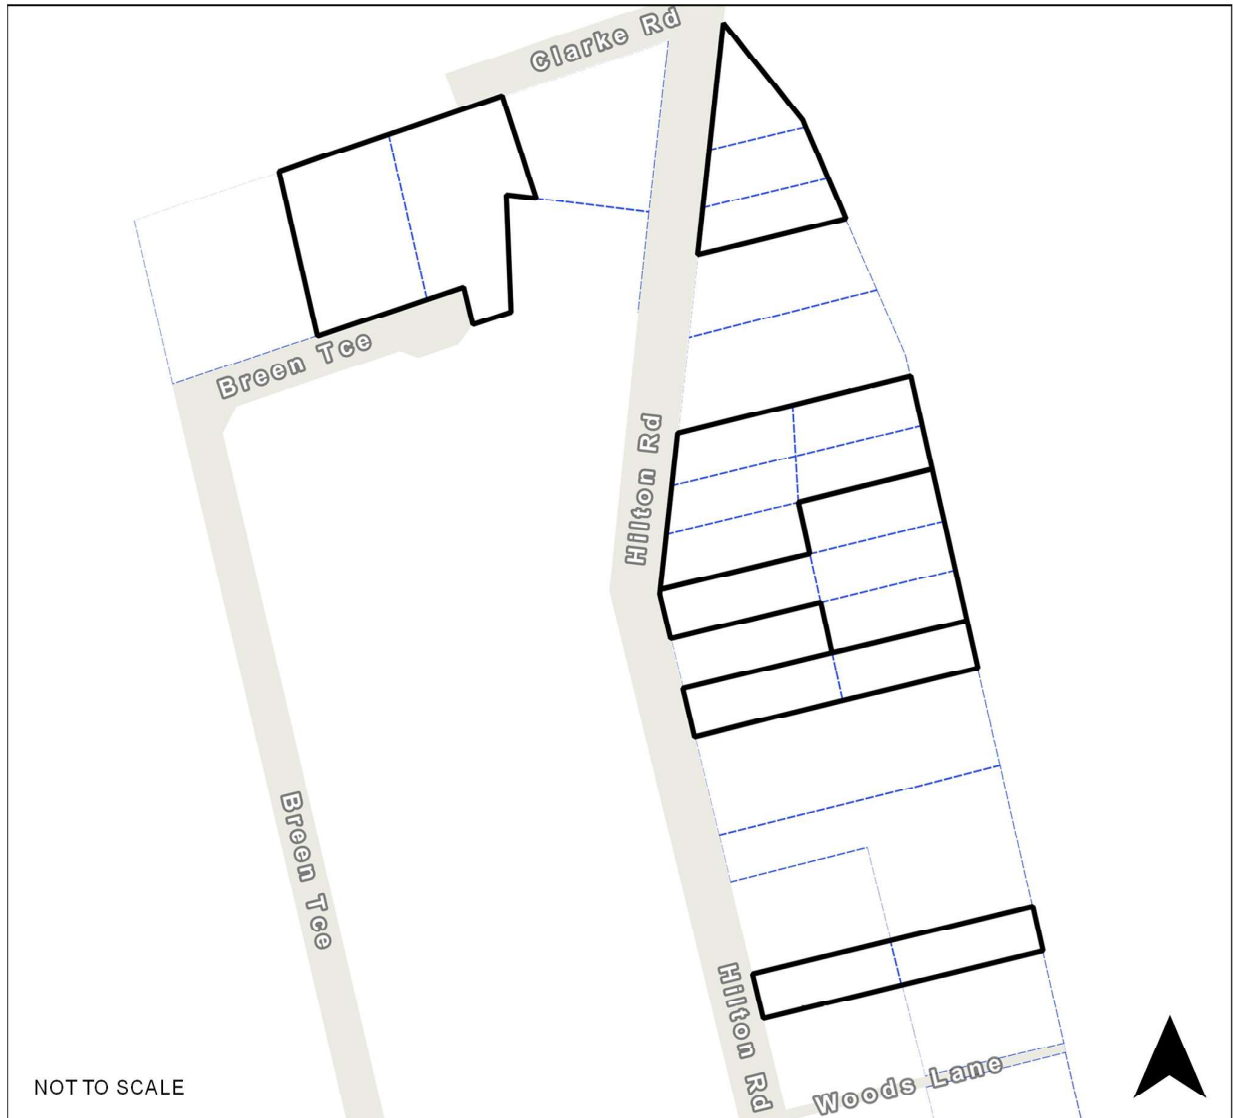 Clarke Rd
Breen Tce
Hilton Rd
Breen Tce
Hilton Rd
Woods Lane
NOT TO SCALE